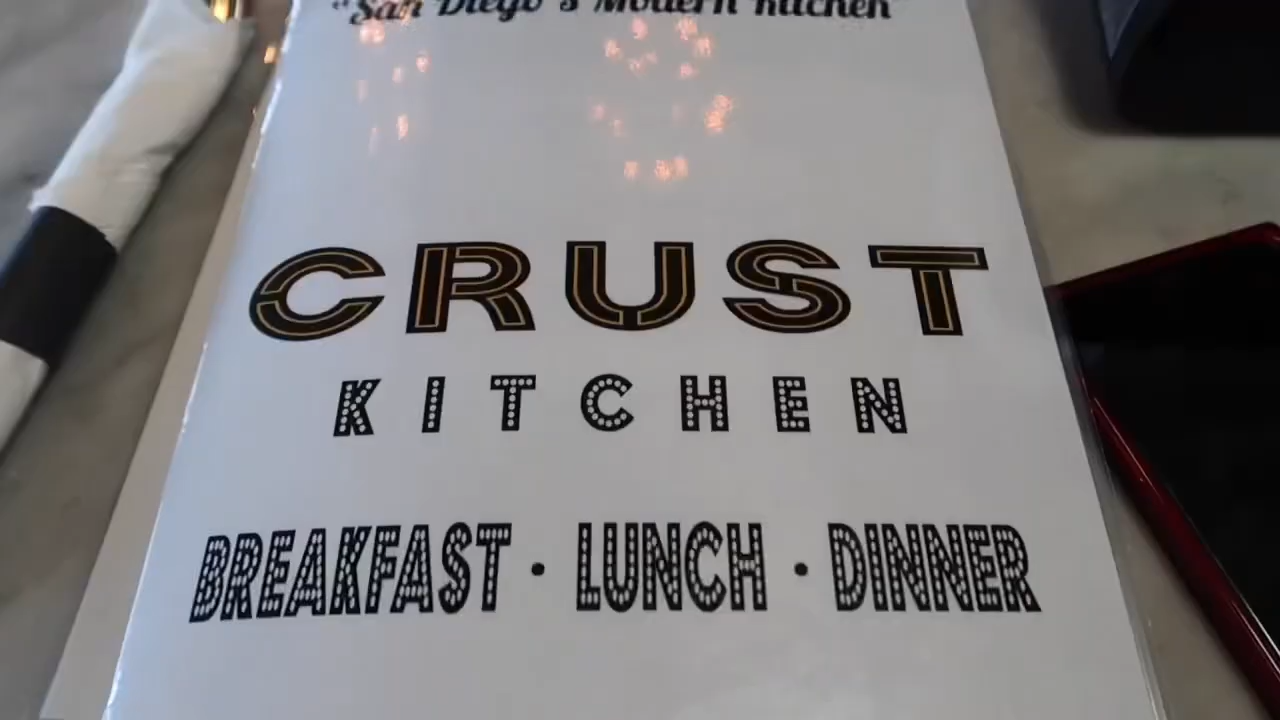 "San Diego's Modern Kitchen"
CRUST
KITCHEN
BREAKFAST • LUNCH • DINNER